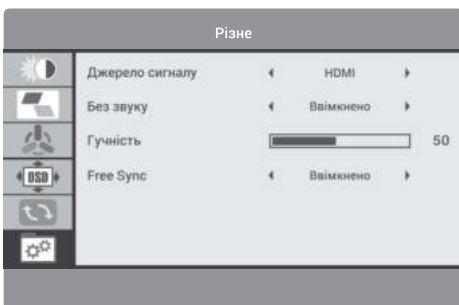 Різне
Джерело сигналу HDMI
Без звуку Ввімкнено
Гучність 50
Free Sync Ввімкнено
OSD